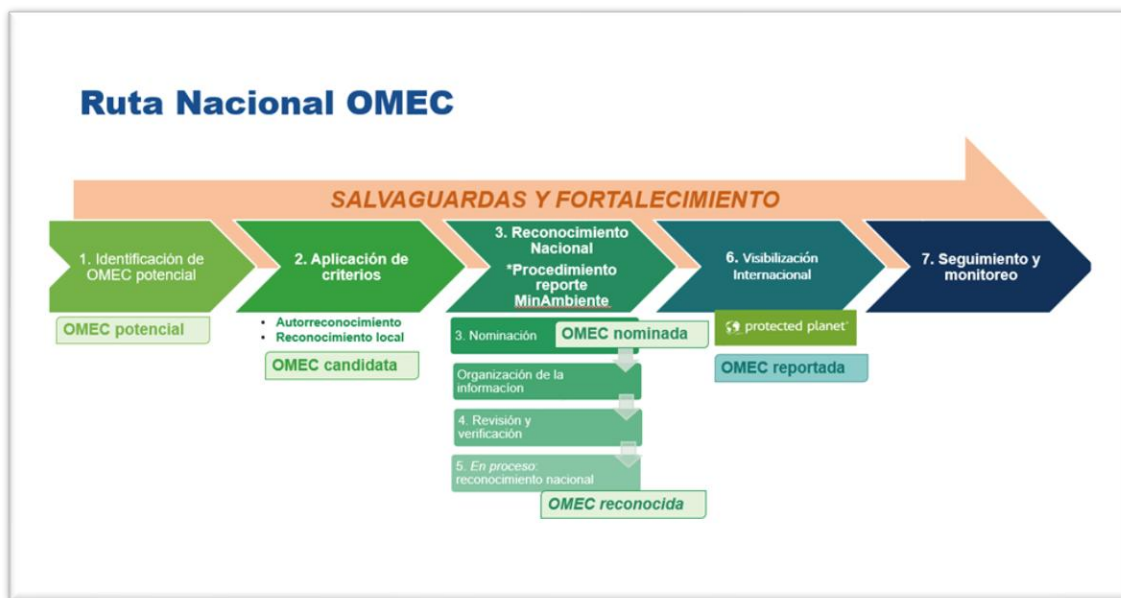 Ruta Nacional OMEC
SALVAGUARDAS Y FORTALECIMIENTO
1. Identificación de
OMEC potencial
OMEC potencial
2. Aplicación de
criterios
• Autorreconocimiento
• Reconocimiento local
OMEC candidata
3. Reconocimiento
Nacional
*Procedimiento
reporte
MinAmbiente
3. Nominación
OMEC nominada
Organización de la
informacion
4. Revisión y
verificación
5. En proceso:
reconocimiento nacional
OMEC reconocida
6. Visibilización
Internacional
protected planet®
OMEC reportada
7. Seguimiento y
monitoreo